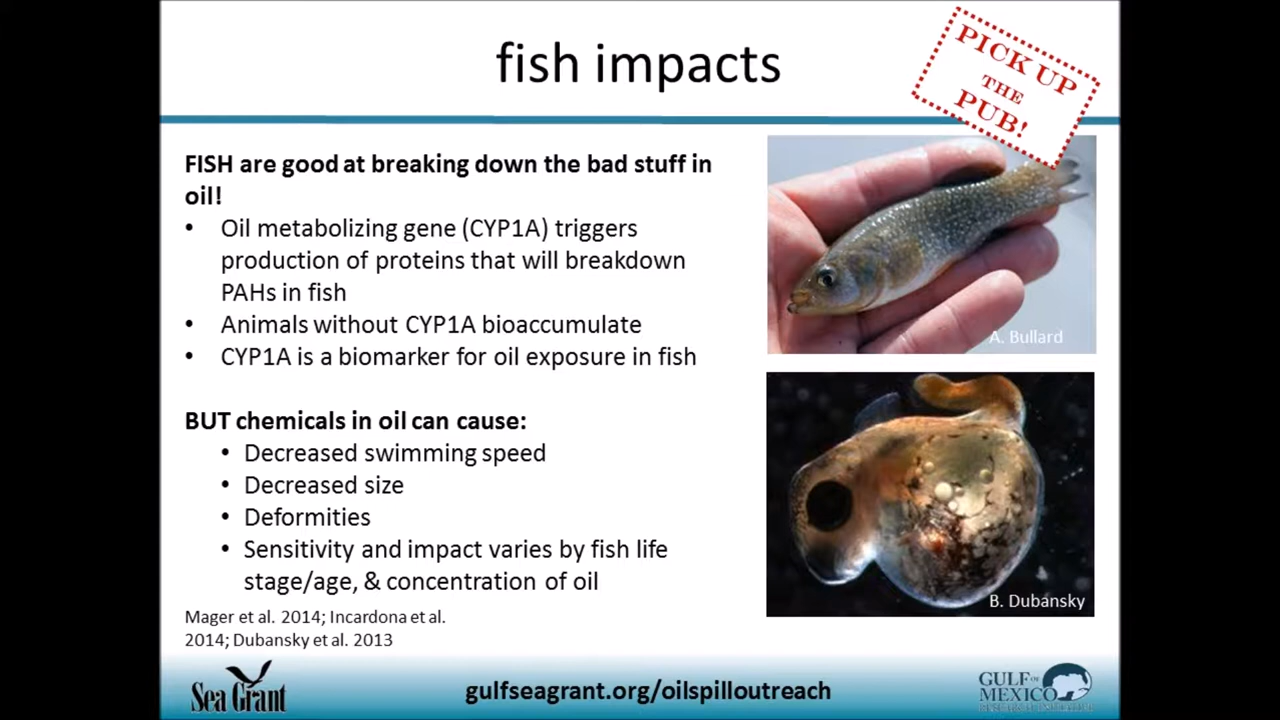 fish impacts
PICK UP
THE
PUB!
FISH are good at breaking down the bad stuff in
oil!
• Oil metabolizing gene (CYP1A) triggers
production of proteins that will breakdown
PAHs in fish
• Animals without CYP1A bioaccumulate
• CYP1A is a biomarker for oil exposure in fish
BUT chemicals in oil can cause:
• Decreased swimming speed
• Decreased size
• Deformities
• Sensitivity and impact varies by fish life
stage/age, & concentration of oil
Mager et al. 2014; Incardona et al.
2014; Dubansky et al. 2013
A. Bullard
B. Dubansky
Sea Grant
gulfseagrant.org/oilspilloutreach
GULF OF
MEXICO
RESEARCH INITIATIVE